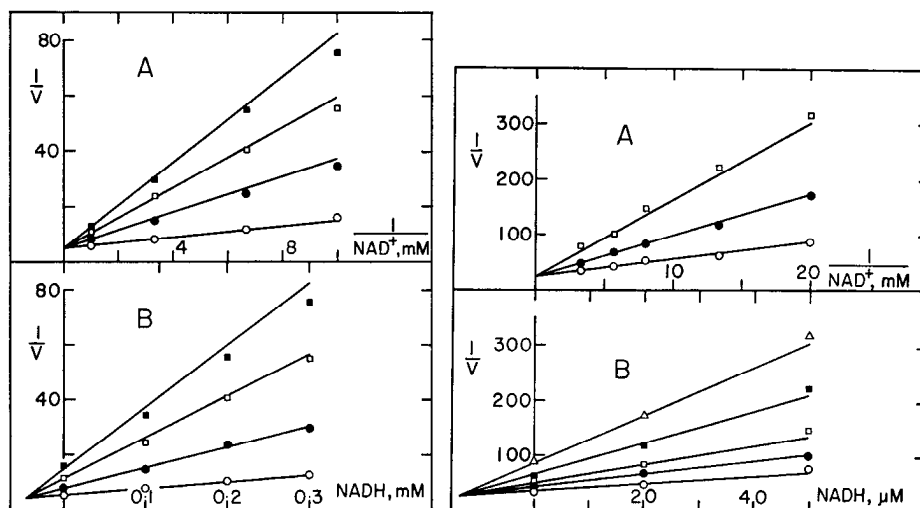 80
A
1/V
40
4 8 1/NAD⁺, mM
80
B
1/V
40
0,1 0,2 0,3 NADH, mM
300
A
1/V
200
100
10 20 1/NAD⁺, mM
300
1/V
B
200
100
2,0 4,0 NADH, μM